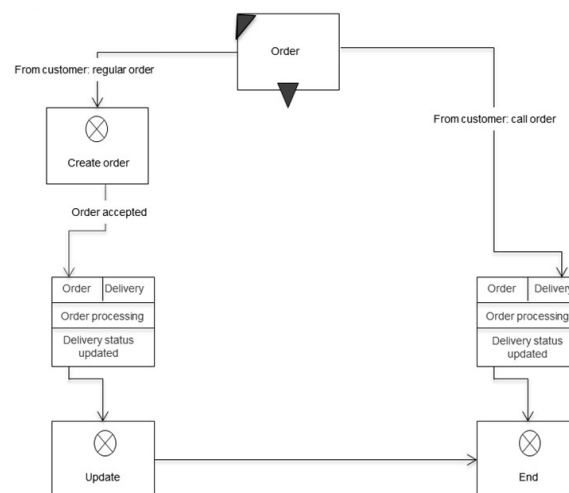 Order
From customer: regular order
From customer: call order
Create order
Order accepted
Order Delivery
Order processing
Delivery status
updated
Order Delivery
Order processing
Delivery status
updated
Update
End